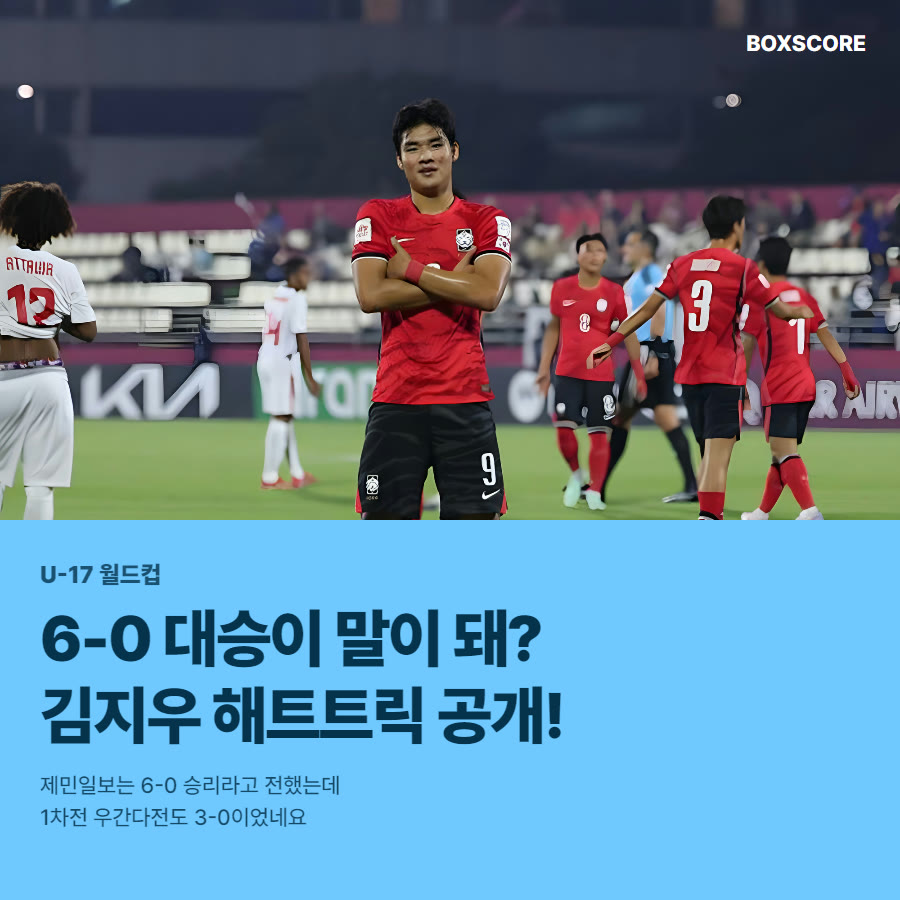 BOXSCORE
ATTAWIA
12
8
3
9
KIA
U-17 월드컵
6-0 대승이 말이 돼?
김지우 해트트릭 공개!
제민일보는 6-0 승리라고 전했는데
1차전 우간다전도 3-0이었네요